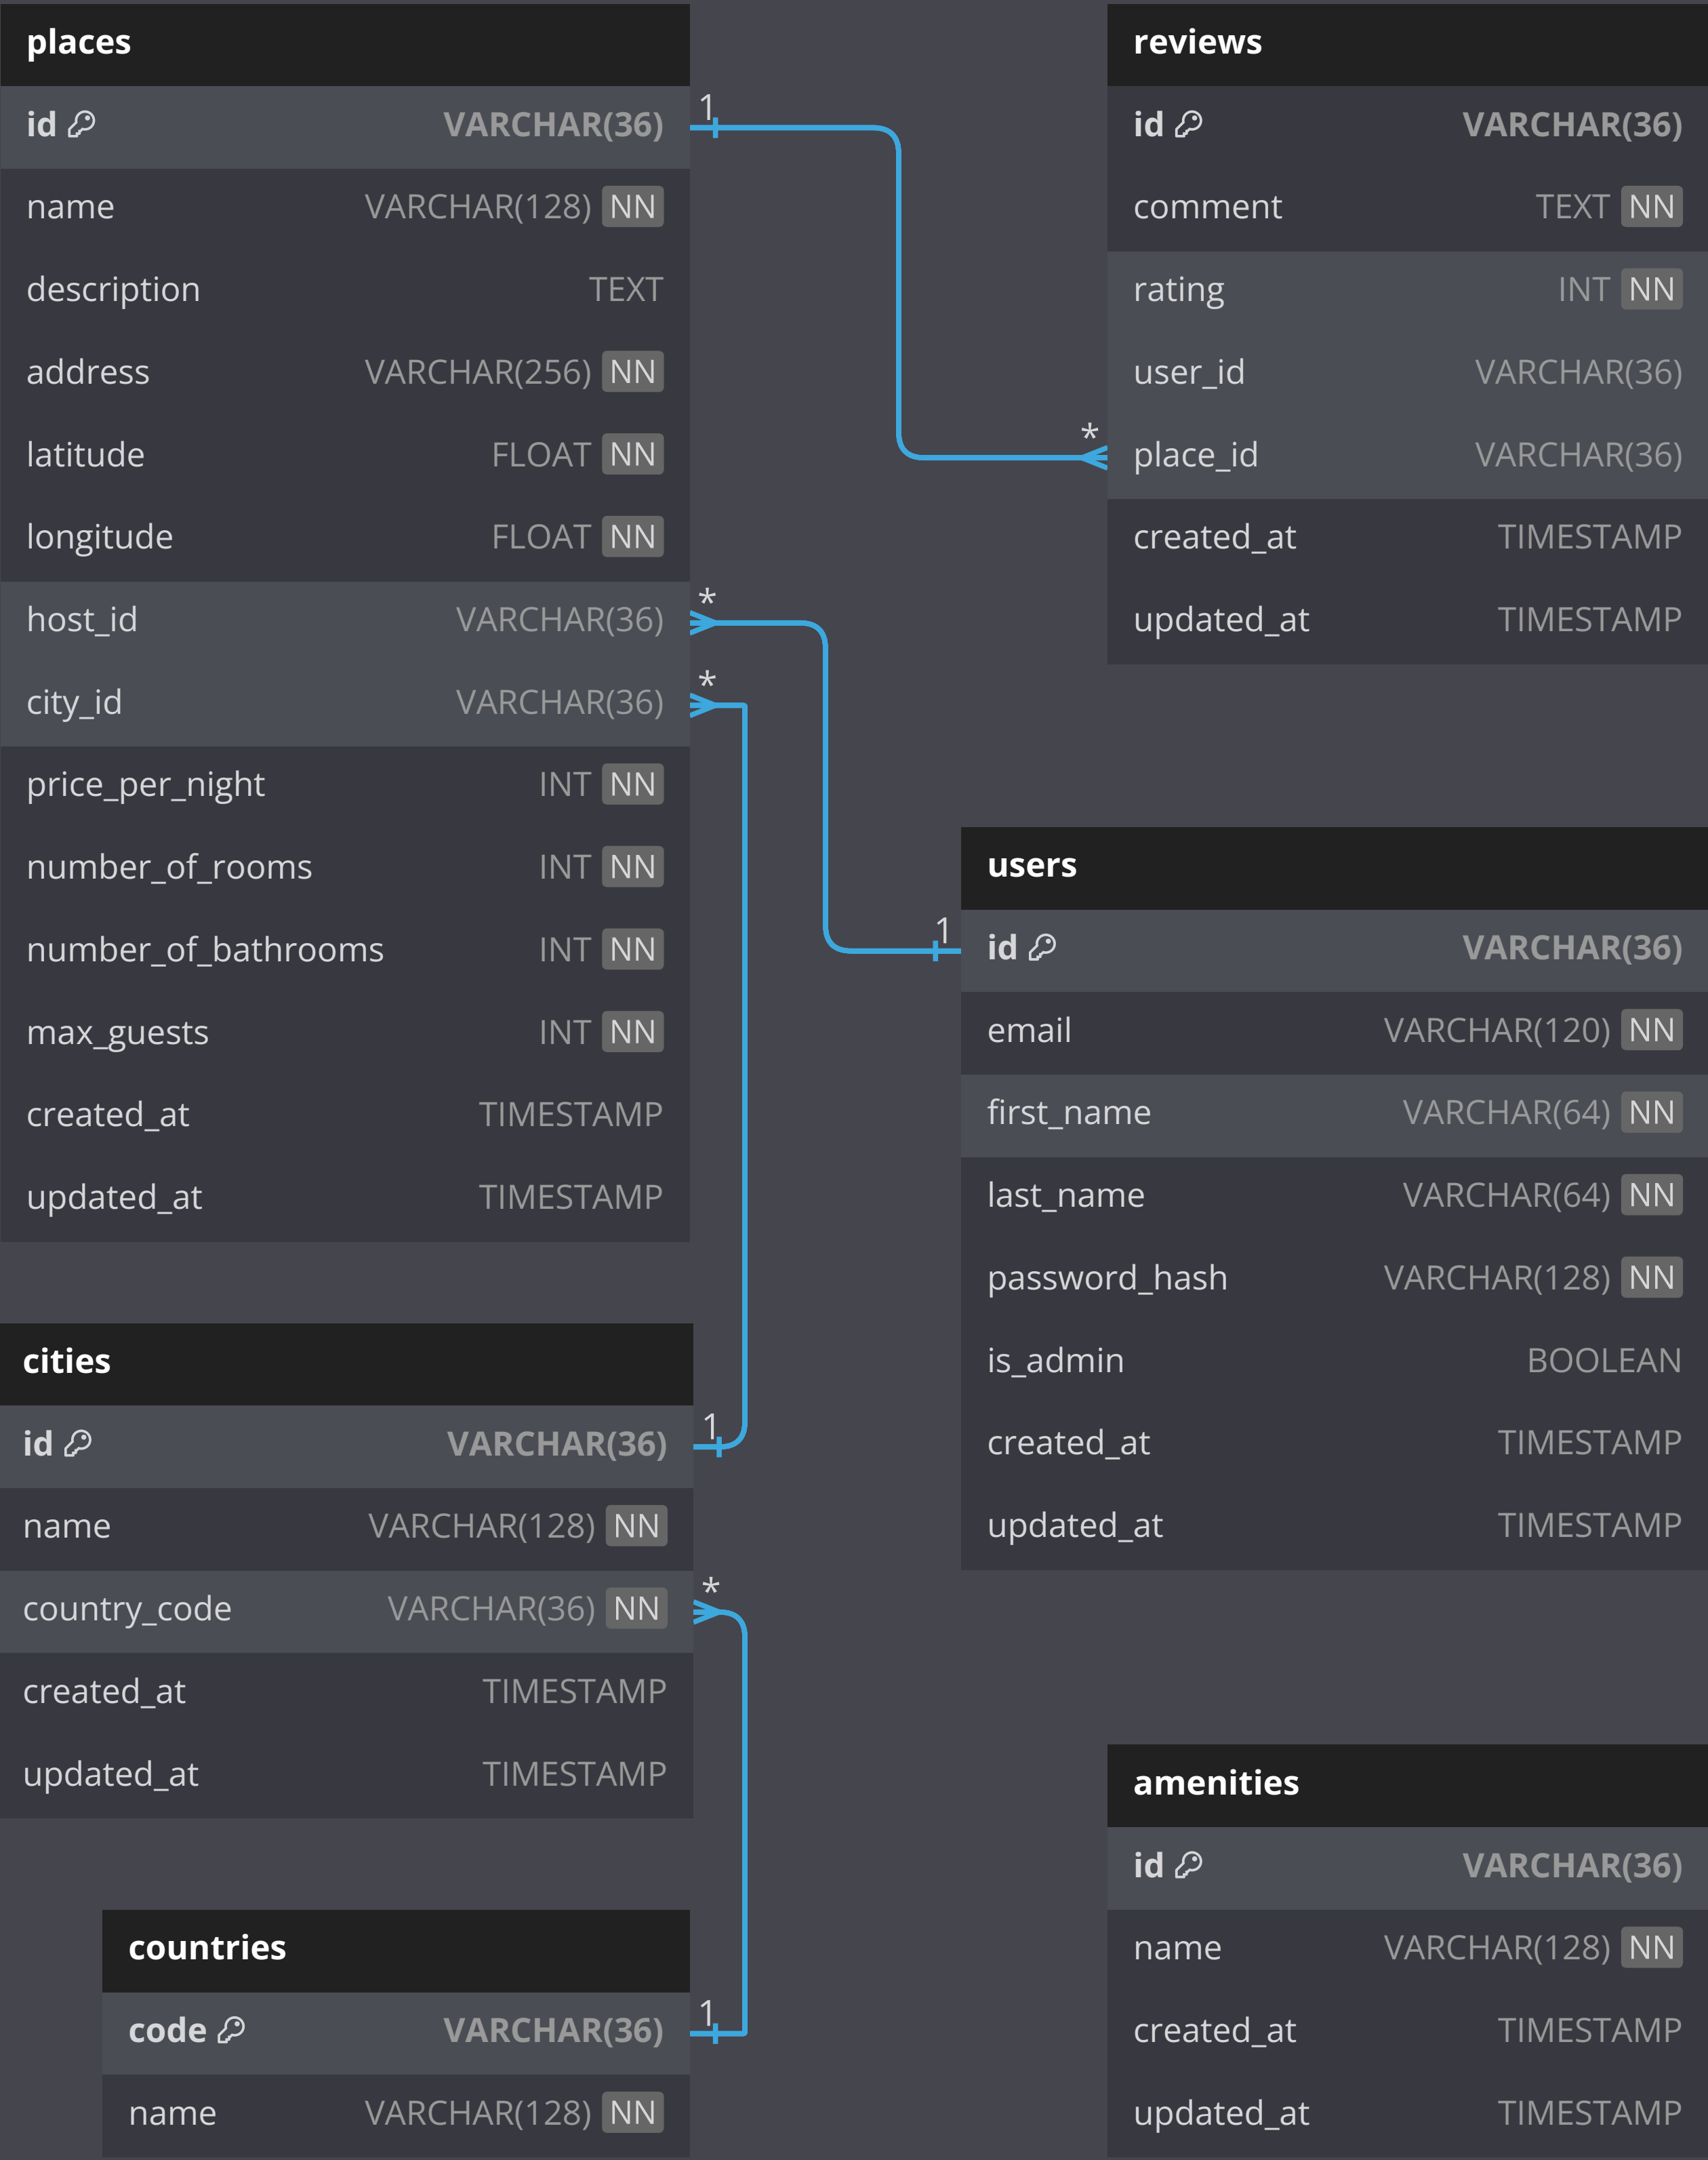 places
id VARCHAR(36)
name VARCHAR(128) NN
description TEXT
address VARCHAR(256) NN
latitude FLOAT NN
longitude FLOAT NN
host_id VARCHAR(36)
city_id VARCHAR(36)
price_per_night INT NN
number_of_rooms INT NN
number_of_bathrooms INT NN
max_guests INT NN
created_at TIMESTAMP
updated_at TIMESTAMP
1
*
*
reviews
id VARCHAR(36)
comment TEXT NN
rating INT NN
user_id VARCHAR(36)
place_id VARCHAR(36)
created_at TIMESTAMP
updated_at TIMESTAMP
*
users
id VARCHAR(36)
email VARCHAR(120) NN
first_name VARCHAR(64) NN
last_name VARCHAR(64) NN
password_hash VARCHAR(128) NN
is_admin BOOLEAN
created_at TIMESTAMP
updated_at TIMESTAMP
1
cities
id VARCHAR(36)
name VARCHAR(128) NN
country_code VARCHAR(36) NN
created_at TIMESTAMP
updated_at TIMESTAMP
1
*
countries
code VARCHAR(36)
name VARCHAR(128) NN
1
amenities
id VARCHAR(36)
name VARCHAR(128) NN
created_at TIMESTAMP
updated_at TIMESTAMP